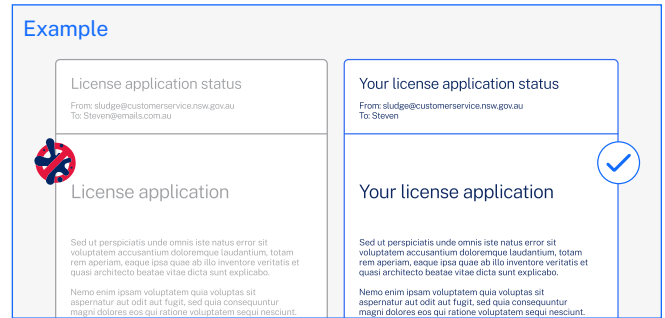 Example
License application status
From: sludge@customerservice.nsw.gov.au
To: Steven@emails.com.au
License application
Sed ut perspiciatis unde omnis iste natus error sit
voluptatem accusantium doloremque laudantium, totam
rem aperiam, eaque ipsa quae ab illo inventore veritatis et
quasi architecto beatae vitae dicta sunt explicabo.
Nemo enim ipsam voluptatem quia voluptas sit
aspernatur aut odit aut fugit, sed quia consequuntur
magni dolores eos qui ratione voluptatem sequi nesciunt.
Your license application status
From: sludge@customerservice.nsw.gov.au
To: Steven
Your license application
Sed ut perspiciatis unde omnis iste natus error sit
voluptatem accusantium doloremque laudantium, totam
rem aperiam, eaque ipsa quae ab illo inventore veritatis et
quasi architecto beatae vitae dicta sunt explicabo.
Nemo enim ipsam voluptatem quia voluptas sit
aspernatur aut odit aut fugit, sed quia consequuntur
magni dolores eos qui ratione voluptatem sequi nesciunt.